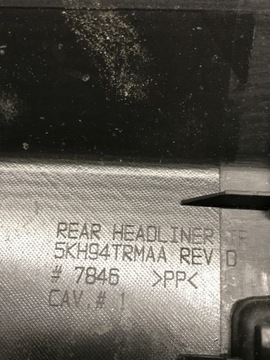 REAR HEADLINER
5KH94TRMAA REV D
# 7846 >PP<
CAV. # 1